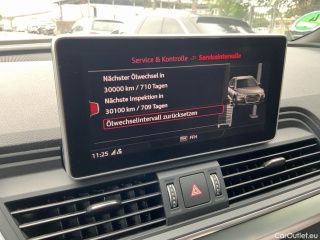 Service & Kontrolle Serviceintervalle
Nächster Ölwechsel in
30000 km / 710 Tagen
Nächste Inspektion in
30100 km / 709 Tagen
Ölwechselintervall zurücksetzen
11:25
CarOutlet.eu